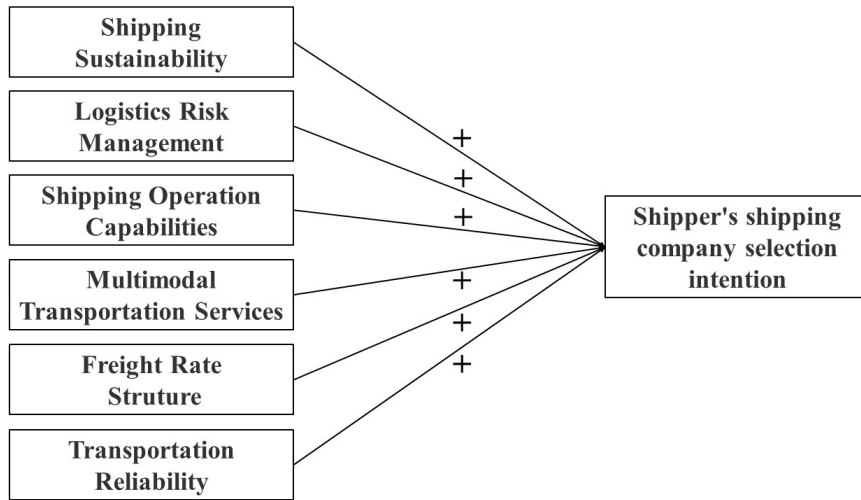 Shipping
Sustainability
+
Logistics Risk
Management
+
Shipping Operation
Capabilities
+
Shipper's shipping
company selection
intention
Multimodal
Transportation Services
+
Freight Rate
Struture
+
Transportation
Reliability
+